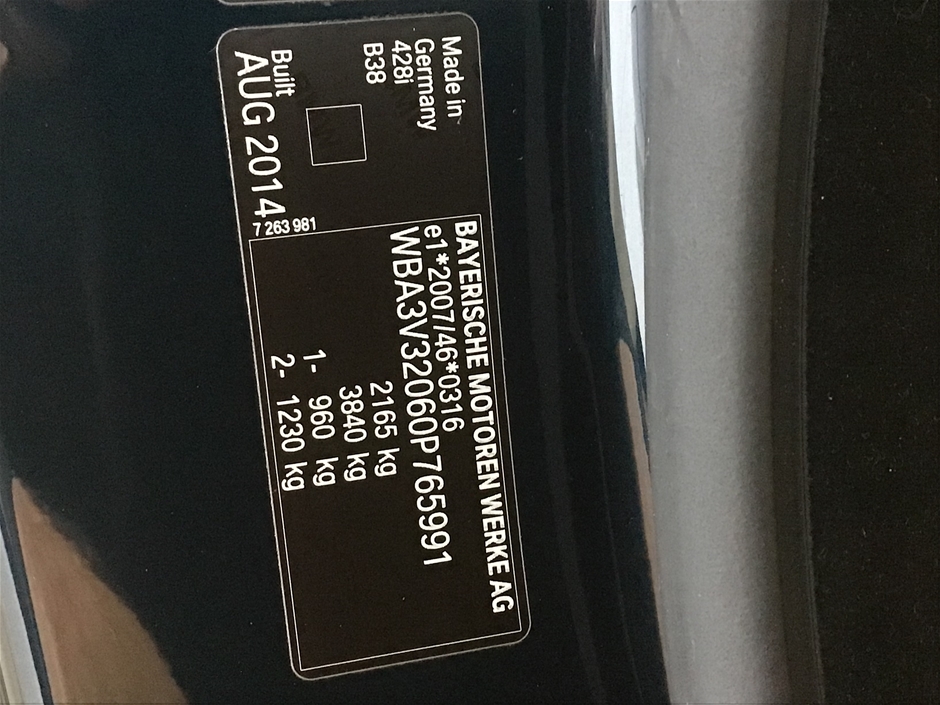 Made in
Germany
428i
B38
Built
AUG 2014
7 263 981
BAYERISCHE MOTOREN WERKE AG
e1*2007/46*0316
WBA3V32060P765991
2165 kg
3840 kg
1- 960 kg
2- 1230 kg